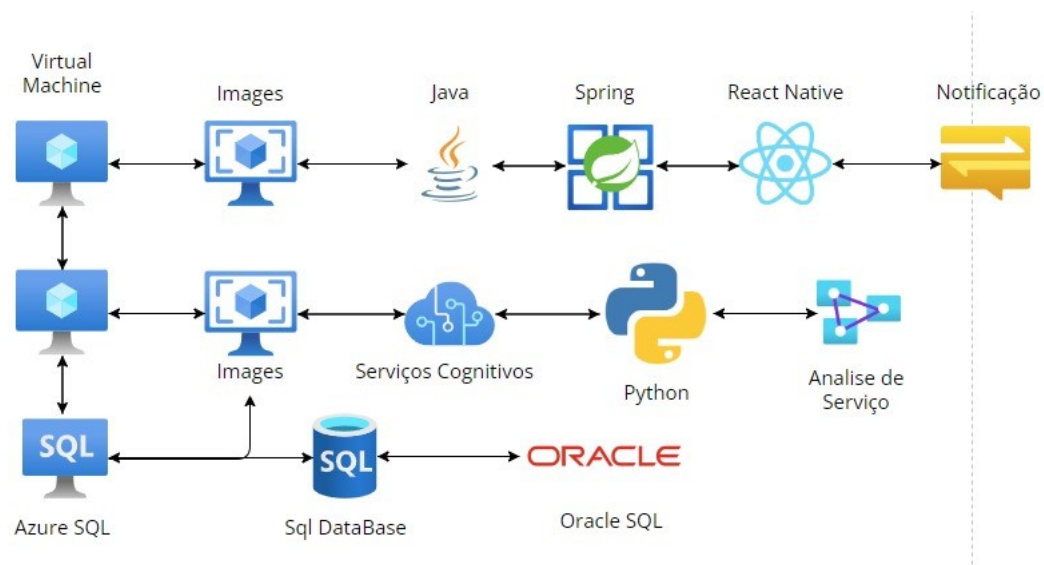 Virtual
Machine
Images
Java
Spring
React Native
Notificação
Images
Serviços Cognitivos
Python
Analise de
Serviço
SQL
SQL
ORACLE
Azure SQL
Sql DataBase
Oracle SQL